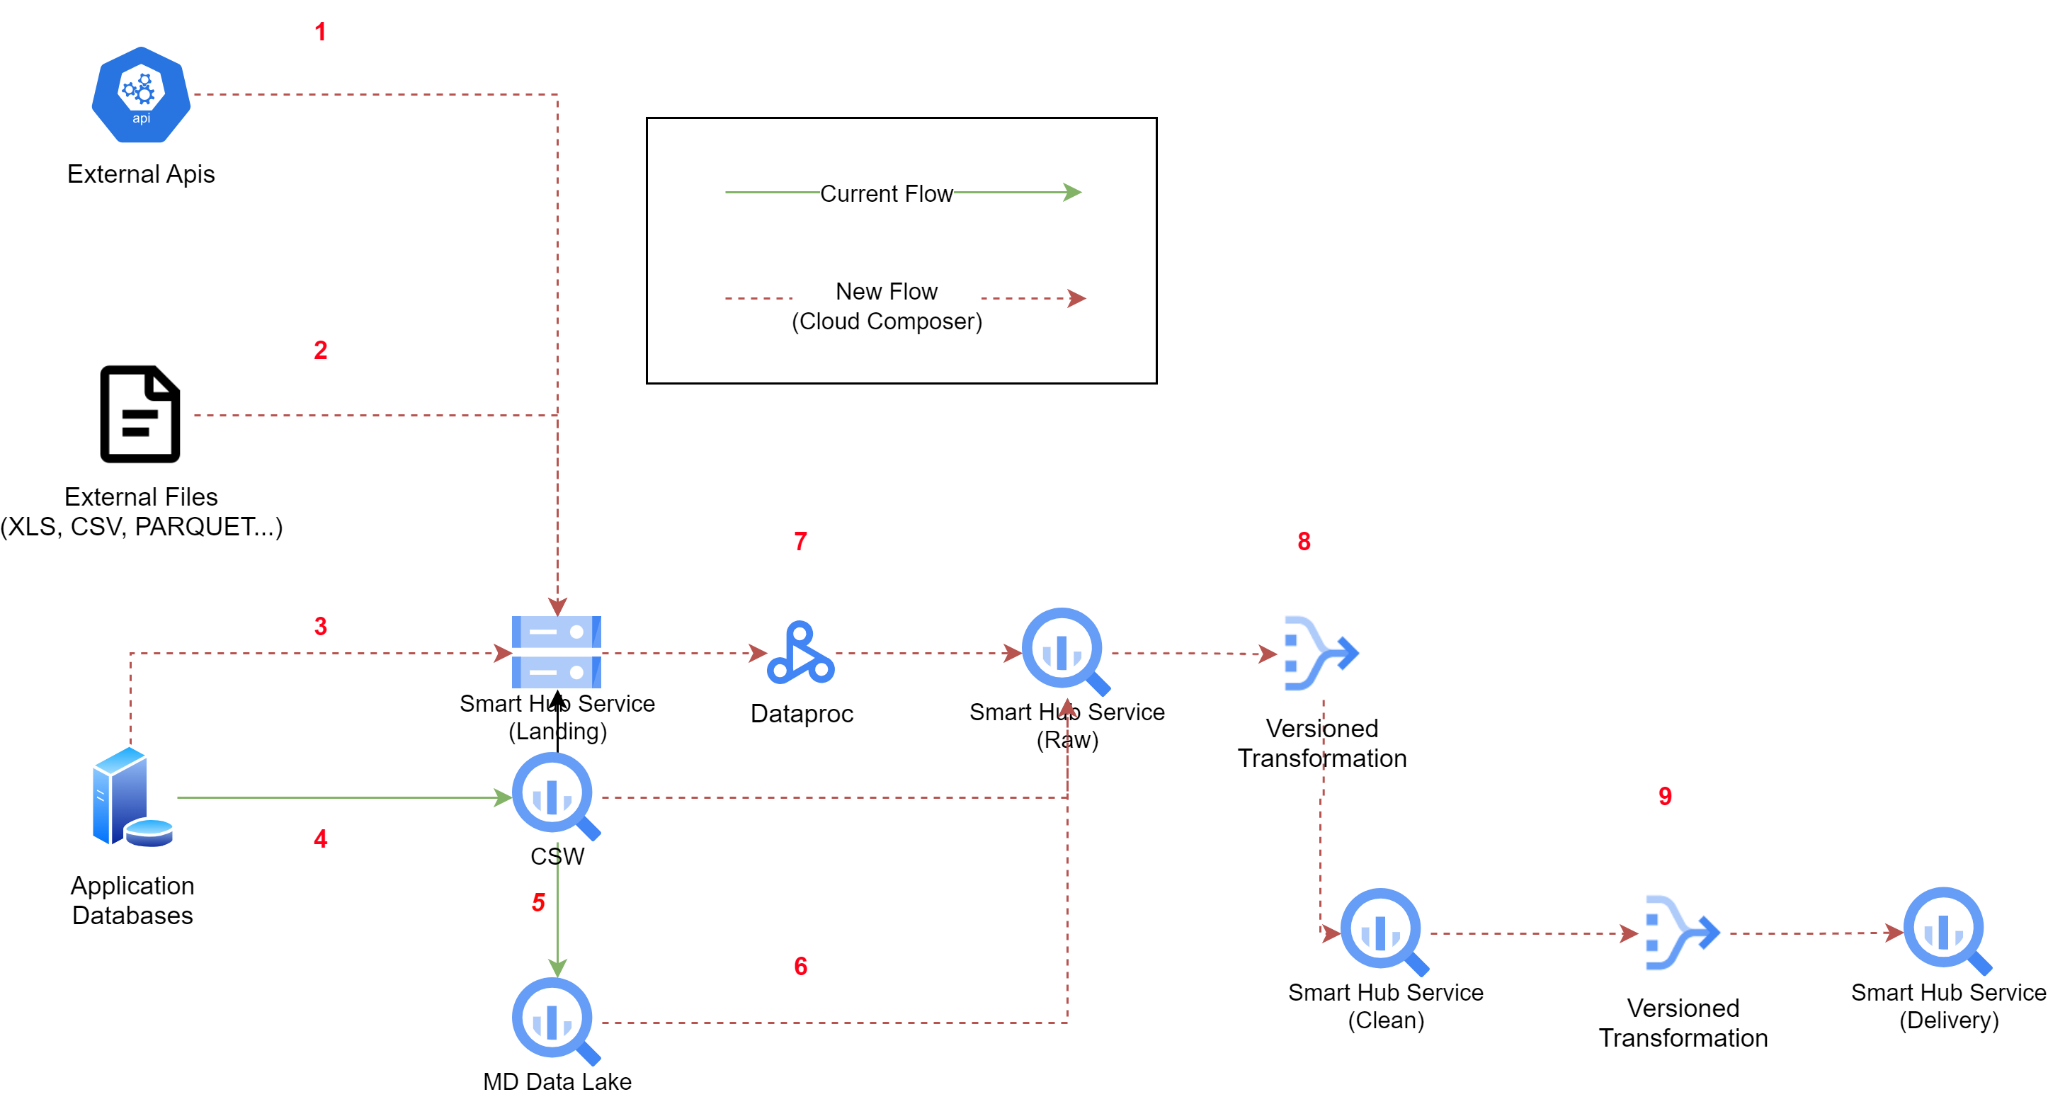 1
api
External Apis
Current Flow
New Flow
(Cloud Composer)
2
External Files
(XLS, CSV, PARQUET...)
7
8
3
Smart Hub Service
(Landing)
Dataproc
Smart Hub Service
(Raw)
Versioned
Transformation
4
CSW
9
Application
Databases
5
6
Smart Hub Service
(Clean)
Versioned
Transformation
Smart Hub Service
(Delivery)
MD Data Lake